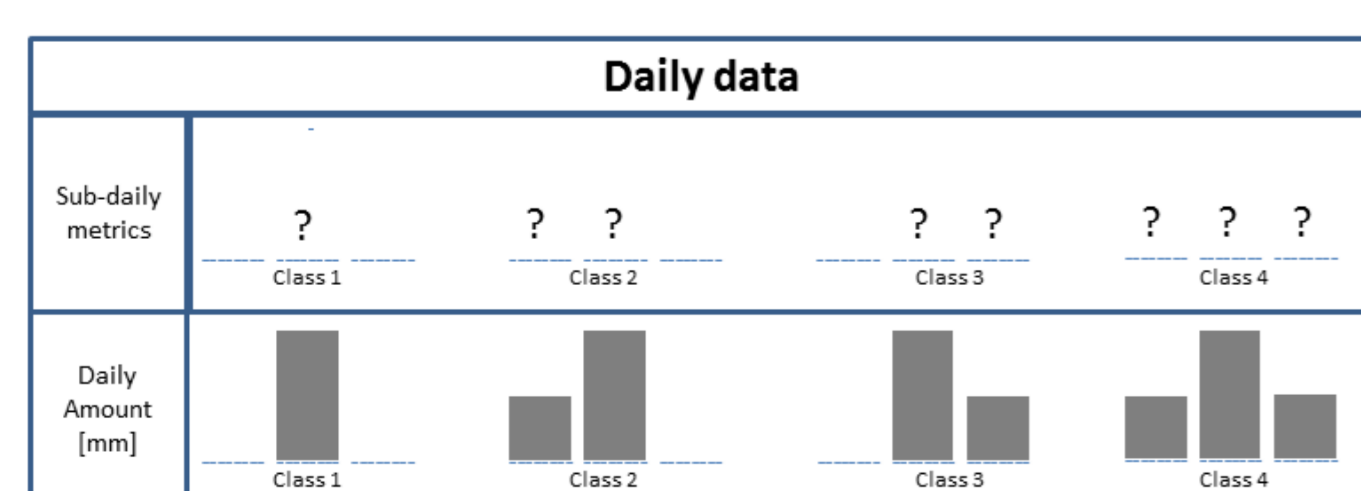 Daily data
Sub-daily
metrics
?
? ?
? ?
? ? ?
Class 1
Class 2
Class 3
Class 4
Daily
Amount
[mm]
Class 1
Class 2
Class 3
Class 4